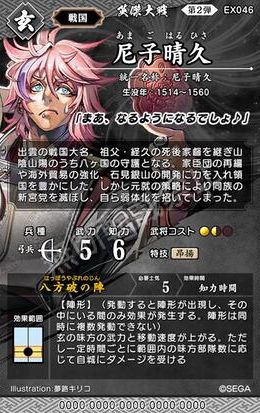 玄
戦国
英傑大戦
第2弾
EX046
あまご はるひさ
尼子晴久
統一名称：尼子晴久
生没年：1514～1560
「まあ、なるようになるでしょ♪」
出雲の戦国大名。祖父・経久の死後家督を継ぎ山
陰山陽のうち八ヶ国の守護となる。家臣団の再編
や海外貿易の強化、石見銀山の開発に力を入れ領
国を豊かにした。しかし元就の策略により同族の
新宮党を滅ぼし、自ら弱体化を招いてしまった。
兵種
弓兵
武力
5
知力
6
武将コスト
特技
昂揚
はっぽうやぶれのじん
八方破の陣
必要士気
5
効果時間
知力時間
効果範囲
【陣形】（発動すると陣形が出現し、その
中にいる間のみ効果が発生する。陣形は同
時に複数発動できない）
玄の味方の武力と移動速度が上がる。ただ
し一定時間ごとに範囲内の味方部隊数に応
じて自城にダメージを受ける
Illustration:夢路キリコ
©SEGA
0000-0000-0000-0000-0000